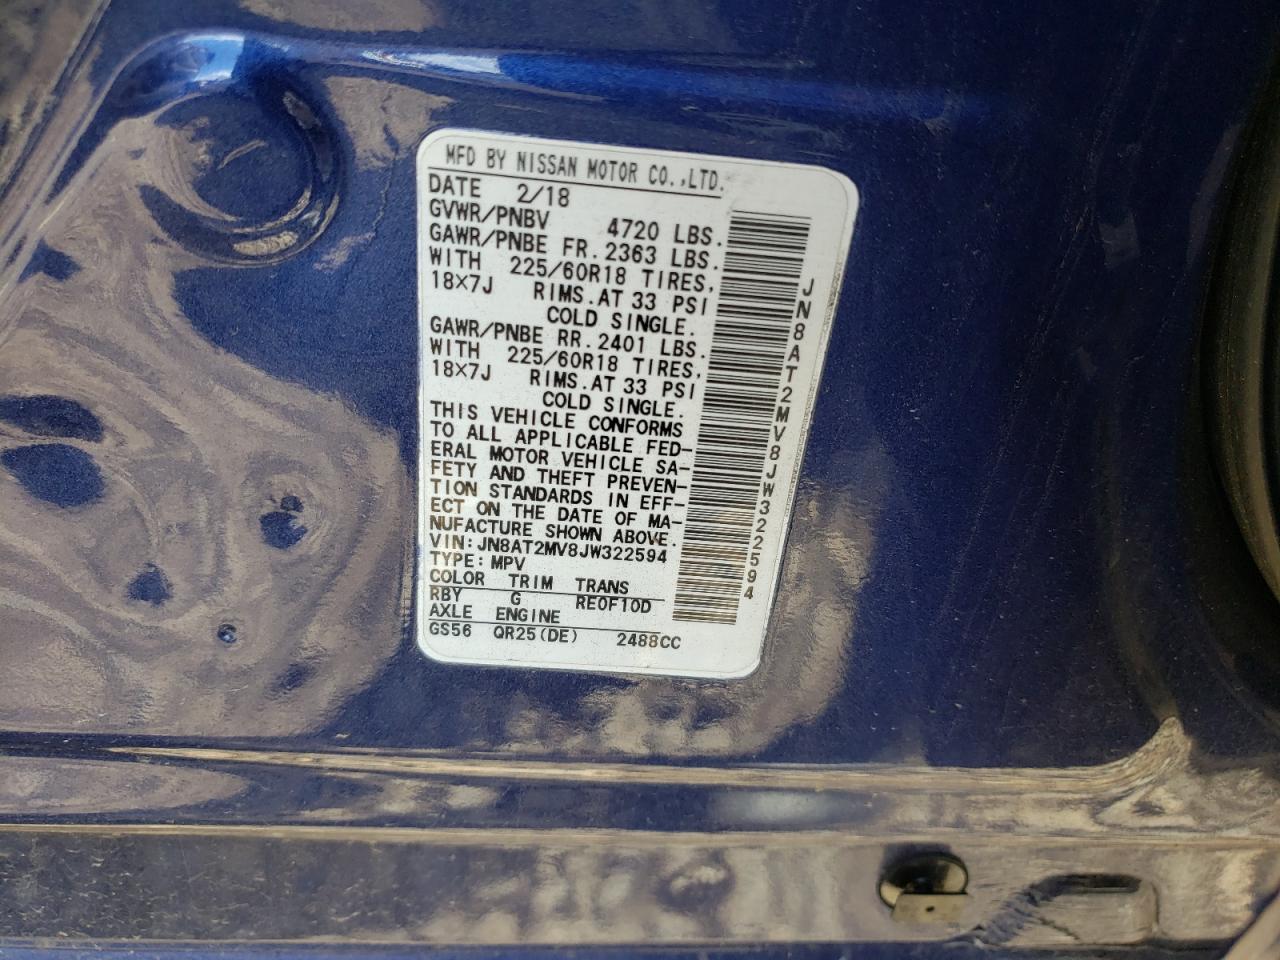 MFD BY NISSAN MOTOR CO.,LTD.
DATE 2/18
GVWR/PNBV 4720 LBS.
GAWR/PNBE FR. 2363 LBS.
WITH 225/60R18 TIRES,
18×7J RIMS.AT 33 PSI
COLD SINGLE.
GAWR/PNBE RR. 2401 LBS.
WITH 225/60R18 TIRES,
18×7J RIMS.AT 33 PSI
COLD SINGLE.
THIS VEHICLE CONFORMS
TO ALL APPLICABLE FED-
ERAL MOTOR VEHICLE SA-
FETY AND THEFT PREVEN-
TION STANDARDS IN EFF-
ECT ON THE DATE OF MA-
NUFACTURE SHOWN ABOVE.
VIN:JN8AT2MV8JW322594
TYPE:MPV
COLOR TRIM TRANS
RBY G RE0F10D
AXLE ENGINE
GS56 QR25(DE) 2488CC
JN8AT2MV8JW322594